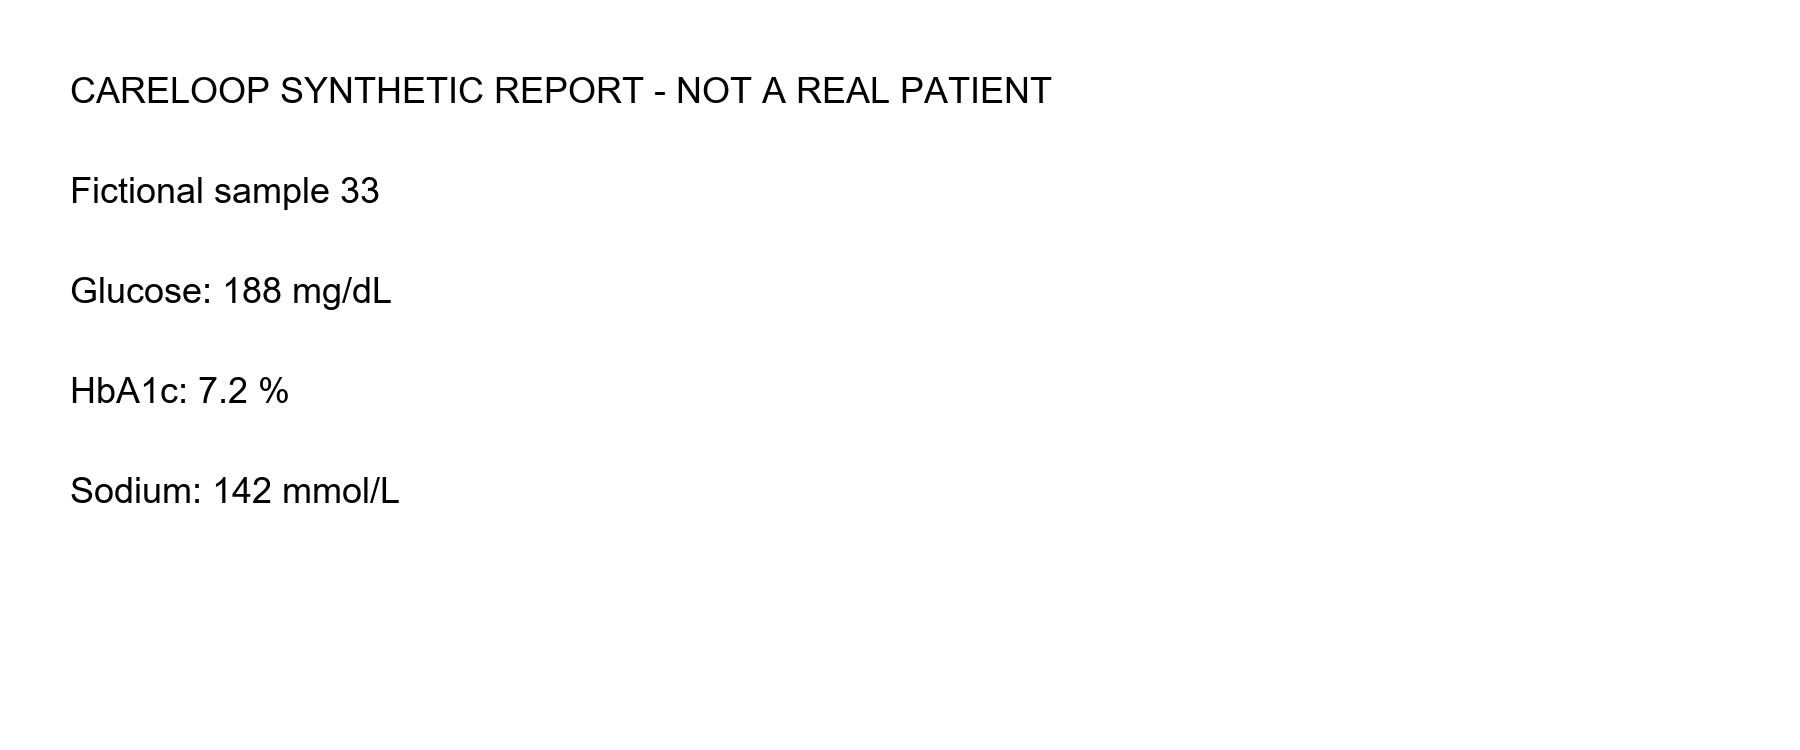 CARELOOP SYNTHETIC REPORT - NOT A REAL PATIENT
Fictional sample 33
Glucose: 188 mg/dL
HbA1c: 7.2 %
Sodium: 142 mmol/L